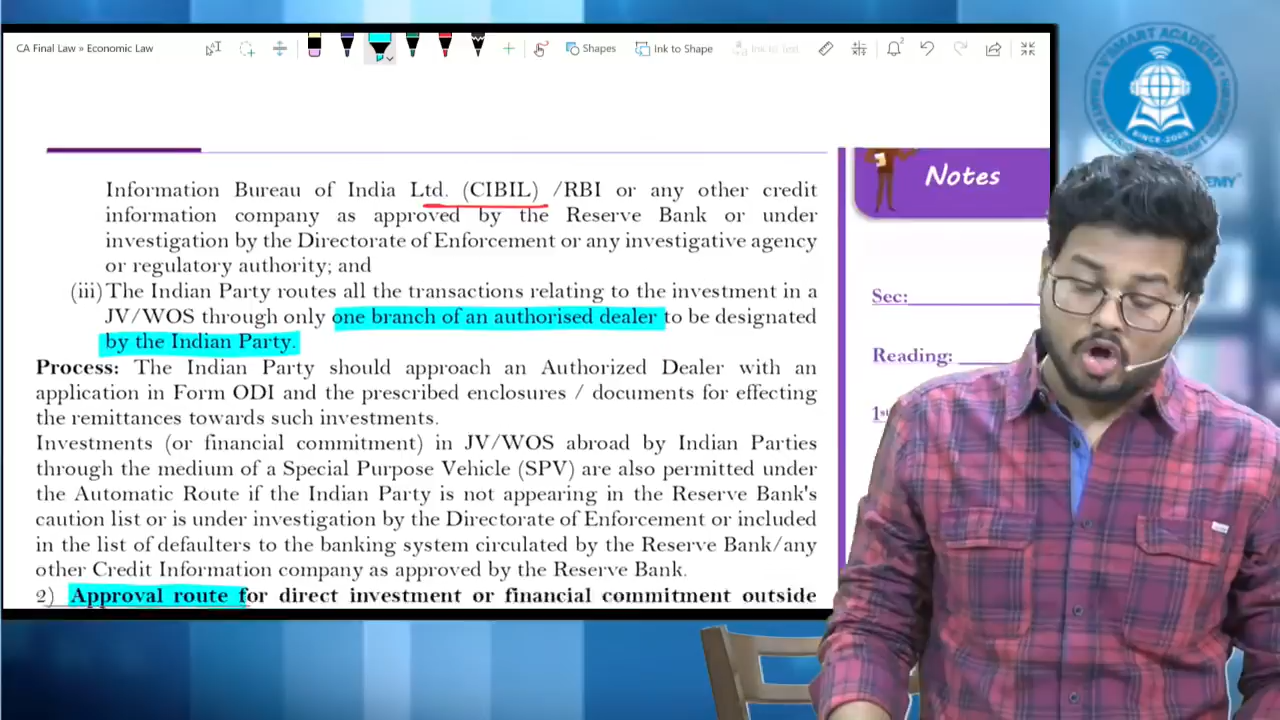 CA Final Law » Economic Law
Shapes
Ink to Shape
Ink to Text
Information Bureau of India Ltd. (CIBIL) /RBI or any other credit
information company as approved by the Reserve Bank or under
investigation by the Directorate of Enforcement or any investigative agency
or regulatory authority; and
(iii) The Indian Party routes all the transactions relating to the investment in a
JV/WOS through only one branch of an authorised dealer to be designated
by the Indian Party.
Process: The Indian Party should approach an Authorized Dealer with an
application in Form ODI and the prescribed enclosures / documents for effecting
the remittances towards such investments.
Investments (or financial commitment) in JV/WOS abroad by Indian Parties
through the medium of a Special Purpose Vehicle (SPV) are also permitted under
the Automatic Route if the Indian Party is not appearing in the Reserve Bank's
caution list or is under investigation by the Directorate of Enforcement or included
in the list of defaulters to the banking system circulated by the Reserve Bank/any
other Credit Information company as approved by the Reserve Bank.
2) Approval route for direct investment or financial commitment outside
Notes
Sec:
Reading:
1st
V'SMART ACADEMY